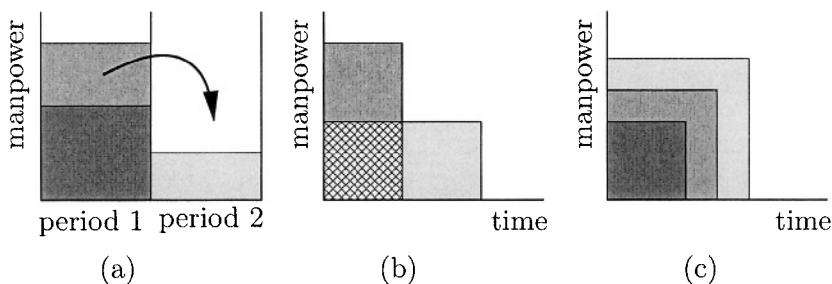 manpower
period 1
period 2
(a)
manpower
time
(b)
manpower
time
(c)